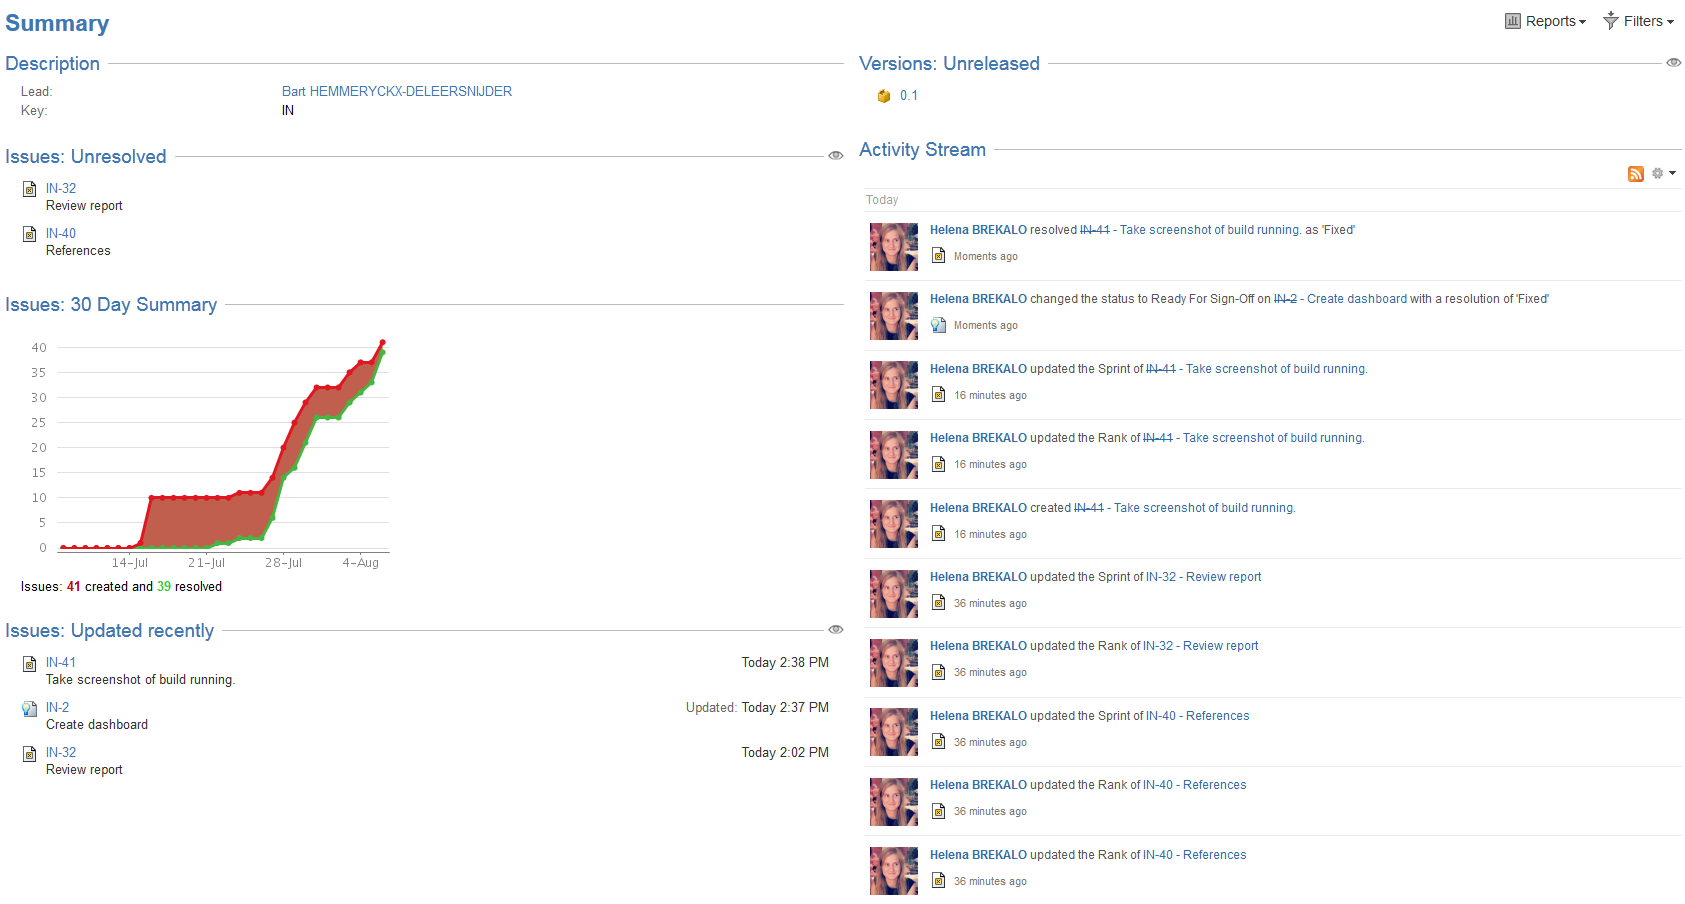 Summary
Reports
Filters
Description
Lead: Bart HEMMERYCKX-DELEERSNIJDER
Key: IN
Issues: Unresolved
IN-32
Review report
IN-40
References
Issues: 30 Day Summary
40
35
30
25
20
15
10
5
0
14-Jul 21-Jul 28-Jul 4-Aug
Issues: 41 created and 39 resolved
Issues: Updated recently
IN-41 Today 2:38 PM
Take screenshot of build running.
IN-2 Updated: Today 2:37 PM
Create dashboard
IN-32 Today 2:02 PM
Review report
Versions: Unreleased
0.1
Activity Stream
Today
Helena BREKALO resolved IN-41 - Take screenshot of build running. as 'Fixed'
Moments ago
Helena BREKALO changed the status to Ready For Sign-Off on IN-2 - Create dashboard with a resolution of 'Fixed'
Moments ago
Helena BREKALO updated the Sprint of IN-41 - Take screenshot of build running.
16 minutes ago
Helena BREKALO updated the Rank of IN-41 - Take screenshot of build running.
16 minutes ago
Helena BREKALO created IN-41 - Take screenshot of build running.
16 minutes ago
Helena BREKALO updated the Sprint of IN-32 - Review report
36 minutes ago
Helena BREKALO updated the Rank of IN-32 - Review report
36 minutes ago
Helena BREKALO updated the Sprint of IN-40 - References
36 minutes ago
Helena BREKALO updated the Rank of IN-40 - References
36 minutes ago
Helena BREKALO updated the Rank of IN-40 - References
36 minutes ago